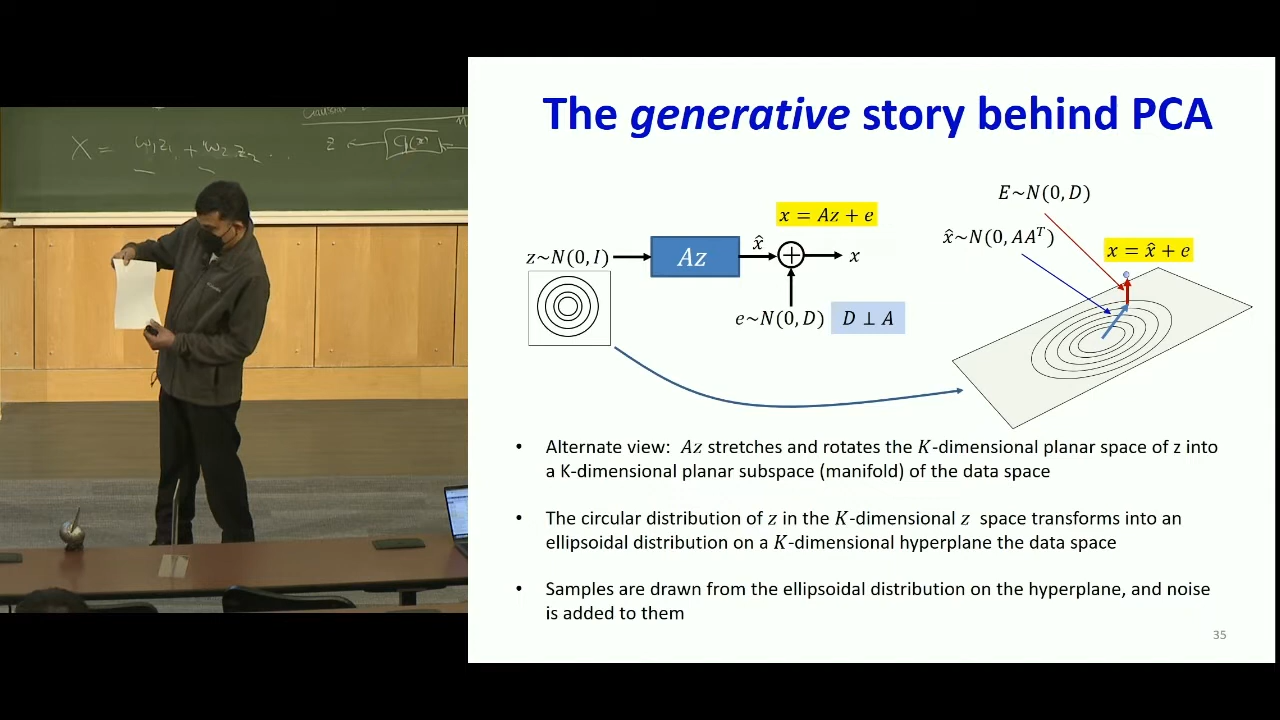 X = w₁z₁ + w₂z₂ ...
z
The generative story behind PCA
E~N(0, D)
x = Az + e
x̂~N(0, AAᵀ)
x = x̂ + e
z~N(0, I)
Az
x̂
x
e~N(0, D)
D ⊥ A
• Alternate view: Az stretches and rotates the K-dimensional planar space of z into
a K-dimensional planar subspace (manifold) of the data space
• The circular distribution of z in the K-dimensional z space transforms into an
ellipsoidal distribution on a K-dimensional hyperplane the data space
• Samples are drawn from the ellipsoidal distribution on the hyperplane, and noise
is added to them
35